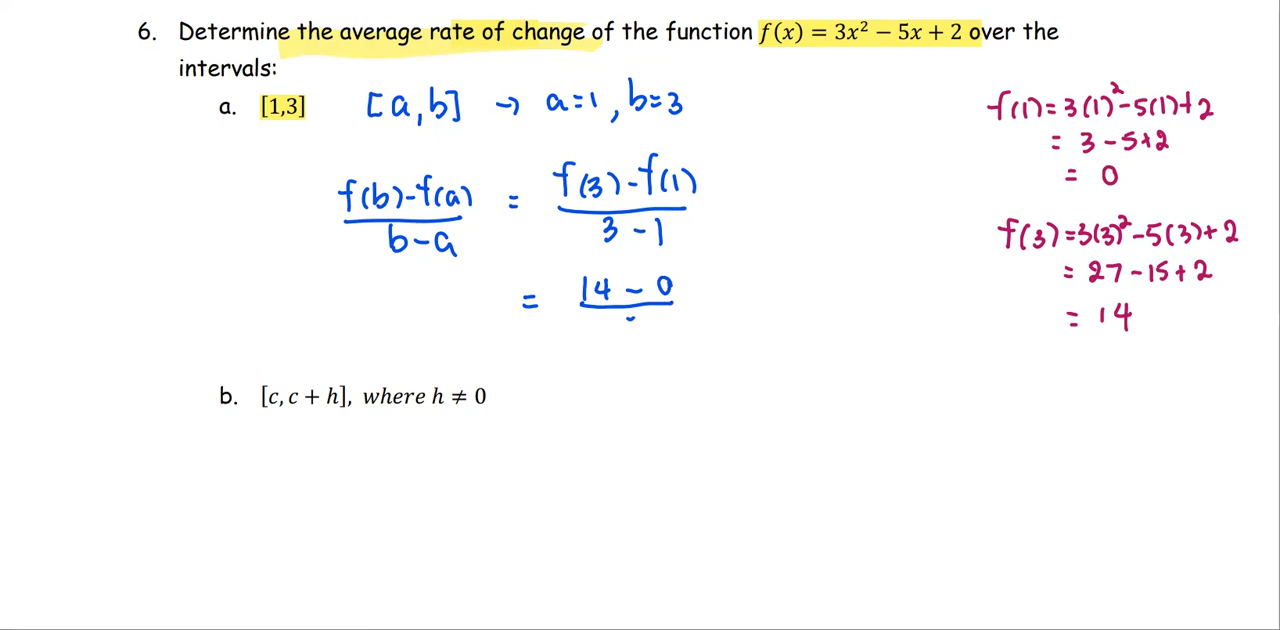 6. Determine the average rate of change of the function f(x) = 3x² − 5x + 2 over the
intervals:
a. [1,3] [a,b] → a=1, b=3
f(b)-f(a) / b-a = f(3)-f(1) / 3-1
= 14-0 /
b. [c, c + h], where h ≠ 0
f(1)=3(1)²-5(1)+2
= 3-5+2
= 0
f(3)=3(3)²-5(3)+2
= 27-15+2
= 14